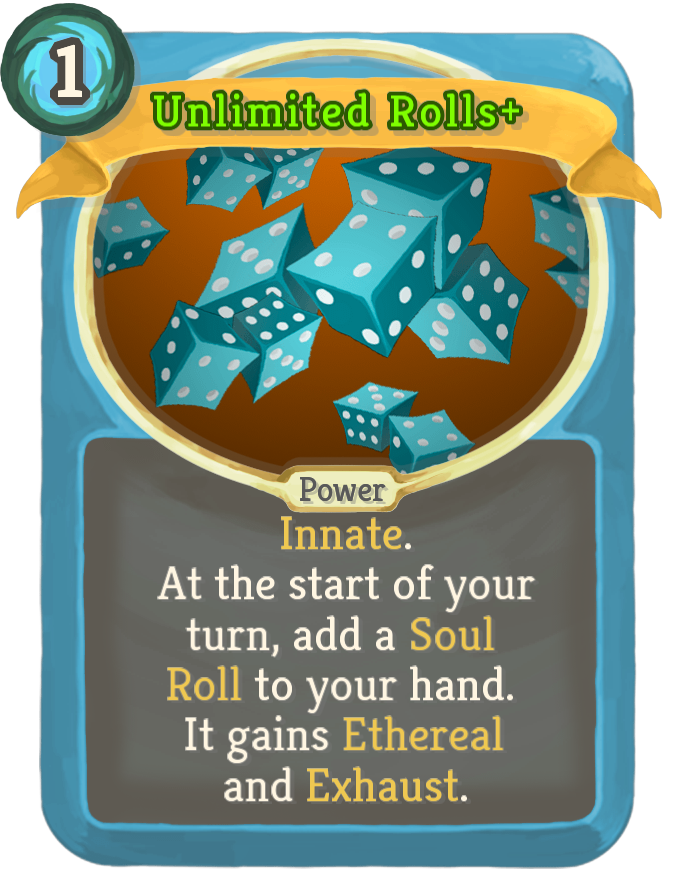 1
Unlimited Rolls+
Power
Innate.
At the start of your
turn, add a Soul
Roll to your hand.
It gains Ethereal
and Exhaust.